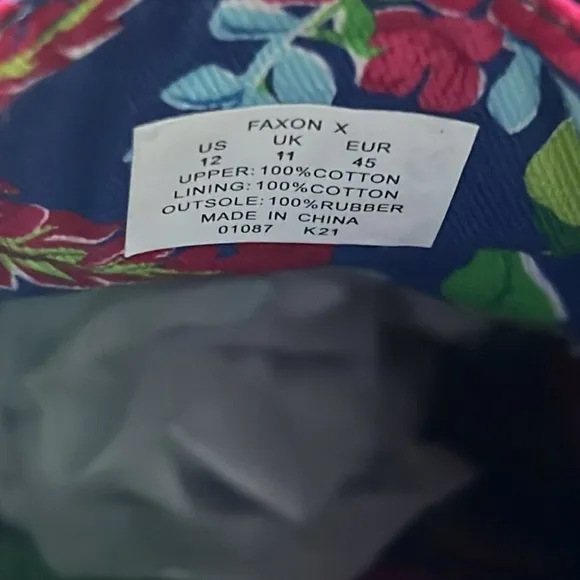 FAXON X
US UK EUR
12 11 45
UPPER: 100%COTTON
LINING: 100%COTTON
OUTSOLE: 100%RUBBER
MADE IN CHINA
01087 K21